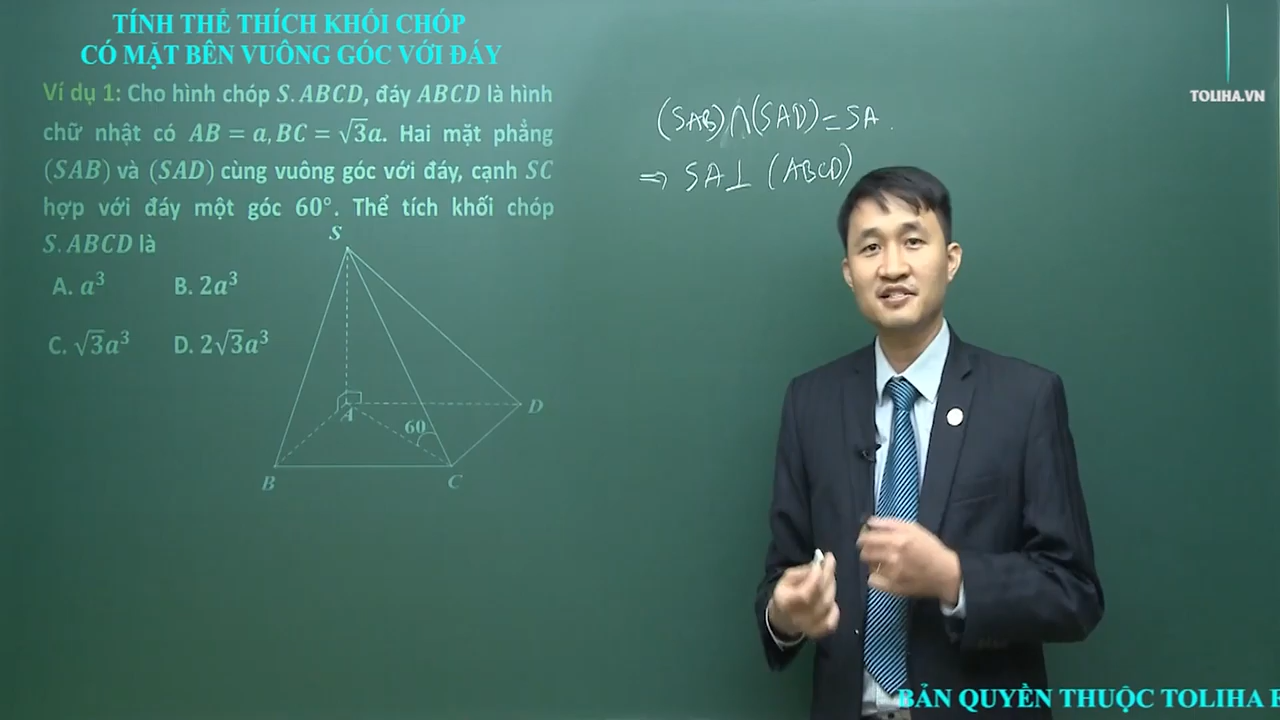 TÍNH THỂ THÍCH KHỐI CHÓP
CÓ MẶT BÊN VUÔNG GÓC VỚI ĐÁY
Ví dụ 1: Cho hình chóp S.ABCD, đáy ABCD là hình
chữ nhật có AB = a, BC = √3a. Hai mặt phẳng
(SAB) và (SAD) cùng vuông góc với đáy, cạnh SC
hợp với đáy một góc 60°. Thể tích khối chóp
S.ABCD là
A. a³ B. 2a³
C. √3a³ D. 2√3a³
S
A
D
60
B
C
(SAB)∩(SAD)=SA.
⇒ SA⊥ (ABCD)
TOLIHA.VN
BẢN QUYỀN THUỘC TOLIHA